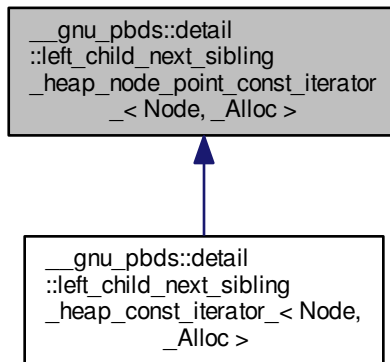 __gnu_pbds::detail
::left_child_next_sibling
_heap_node_point_const_iterator
_< Node, _Alloc >
__gnu_pbds::detail
::left_child_next_sibling
_heap_const_iterator_< Node,
_Alloc >